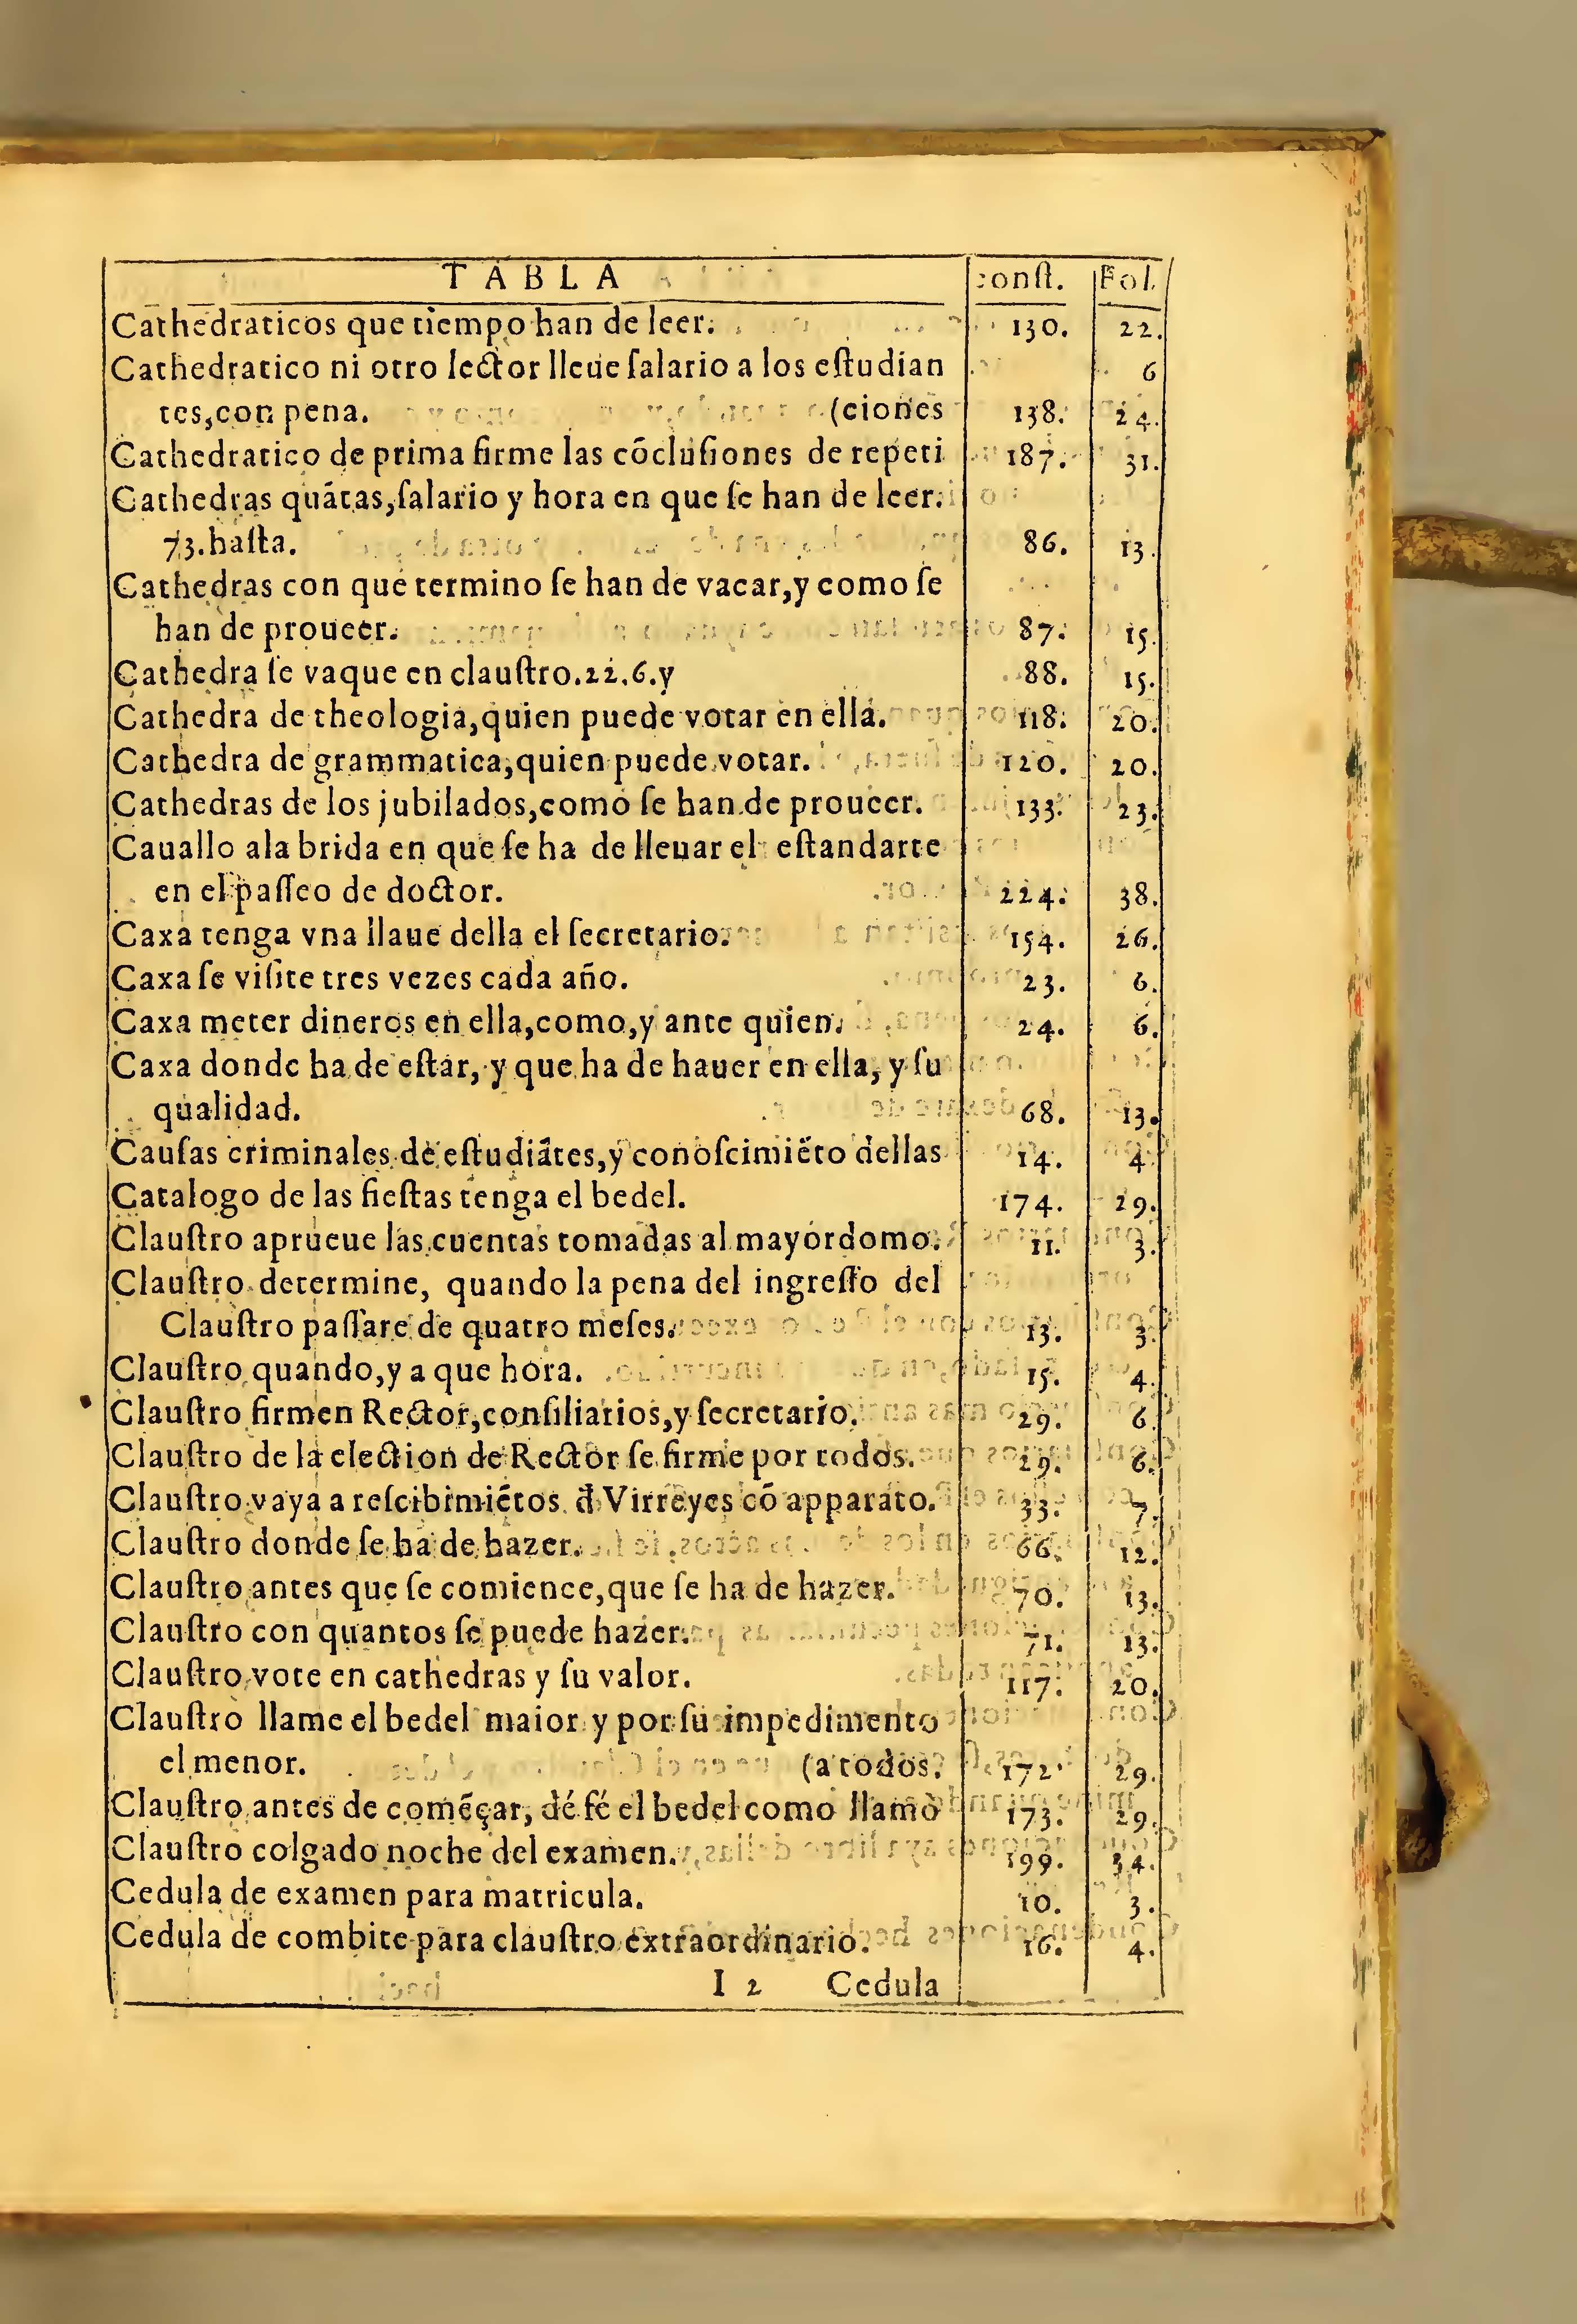 TABLA const. Fol.
Cathedraticos que tiempo han de leer. 130. 22.
Cathedratico ni otro lector lleue ſalario a los eſtudian 6
tes,con pena. (ciones 138. 24.
Cathedratico de prima firme las cōcluſiones de repeti 187. 31.
Cathedras quātas,ſalario y hora en que ſe han de leer.
73.haſta. 86. 13.
Cathedras con que termino ſe han de vacar,y como ſe
han de proueer. 87. 15.
Cathedra ſe vaque en clauſtro.22.6.y 88. 15.
Cathedra de theologia,quien puede votar en ella. 118. 20.
Cathedra de grammatica,quien puede votar. 120. 20.
Cathedras de los jubilados,como ſe han de proueer. 133. 23.
Cauallo ala brida en que ſe ha de lleuar el eſtandarte
en el paſſeo de doctor. 224. 38.
Caxa tenga vna llaue della el ſecretario. 154. 26.
Caxa ſe viſite tres vezes cada año. 23. 6.
Caxa meter dineros en ella,como,y ante quien. 24. 6.
Caxa donde ha de eſtar, y que ha de hauer en ella, y ſu
qualidad. 68. 13.
Cauſas criminales de eſtudiātes,y conoſcimiēto dellas 14. 4
Catalogo de las fieſtas tenga el bedel. 174. 29.
Clauſtro aprueue las cuentas tomadas al mayordomo. 11. 3.
Clauſtro determine, quando la pena del ingreſſo del
Clauſtro paſſare de quatro meſes. 13. 3.
Clauſtro quando,y a que hora. 15. 4.
Clauſtro firmen Rector,conſiliarios,y ſecretario. 29. 6.
Clauſtro de la election de Rector ſe firme por todos. 29. 6.
Clauſtro vaya a reſcibimiētos đ Virreyes cō apparato. 33. 7.
Clauſtro donde ſe ha de hazer. 66. 12.
Clauſtro antes que ſe comience,que ſe ha de hazer. 70. 13.
Clauſtro con quantos ſe puede hazer. 71. 13.
Clauſtro vote en cathedras y ſu valor. 117. 20.
Clauſtro llame el bedel maior y por ſu impedimento
el menor. (a todos. 172. 29.
Clauſtro antes de comēçar, dé fé el bedel como llamò 173. 29.
Clauſtro colgado noche del examen. 199. 34.
Cedula de examen para matricula. 10. 3.
Cedula de combite para clauſtro extraordinario. 16. 4.
I 2 Cedula